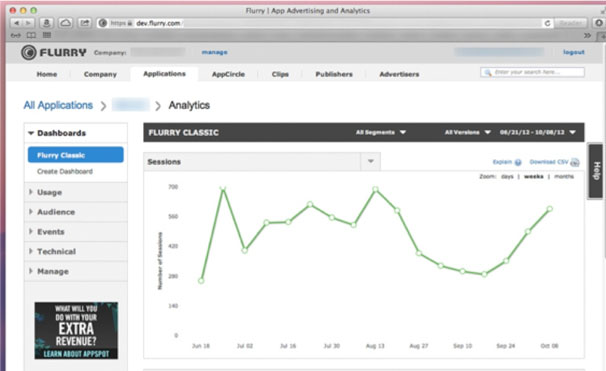 Flurry | App Advertising and Analytics
https dev.flurry.com Reader
FLURRY Company: manage logout
Home Company Applications AppCircle Clips Publishers Advertisers Enter your search here...
All Applications Analytics
Dashboards
Flurry Classic
Create Dashboard
Usage
Audience
Events
Technical
Manage
WHAT WILL YOU
DO WITH YOUR
EXTRA
REVENUE?
LEARN ABOUT APPSPOT
FLURRY CLASSIC All Segments All Versions 06/21/12 - 10/08/12
Sessions Explain Download CSV
Zoom: days | weeks | months
Number of Sessions
700
560
420
280
140
0
Jun 18 Jul 02 Jul 16 Jul 30 Aug 13 Aug 27 Sep 10 Sep 24 Oct 08
Help